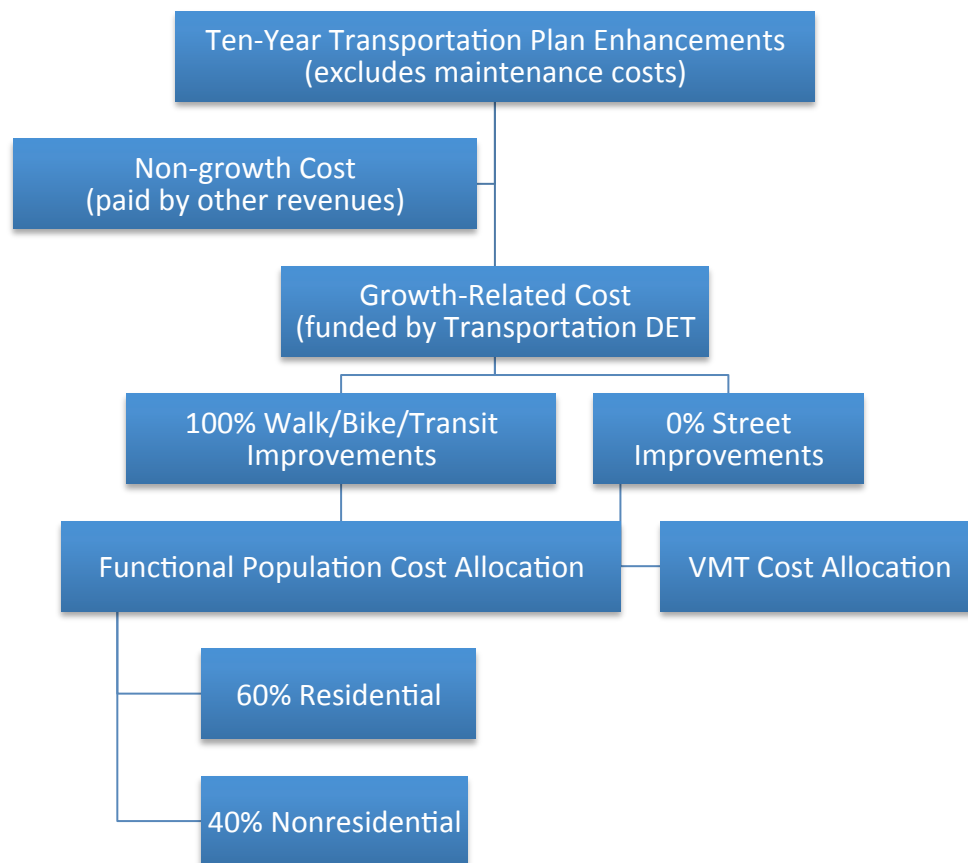 Ten-Year Transportation Plan Enhancements
(excludes maintenance costs)
Non-growth Cost
(paid by other revenues)
Growth-Related Cost
(funded by Transportation DET
100% Walk/Bike/Transit
Improvements
0% Street
Improvements
Functional Population Cost Allocation
VMT Cost Allocation
60% Residential
40% Nonresidential